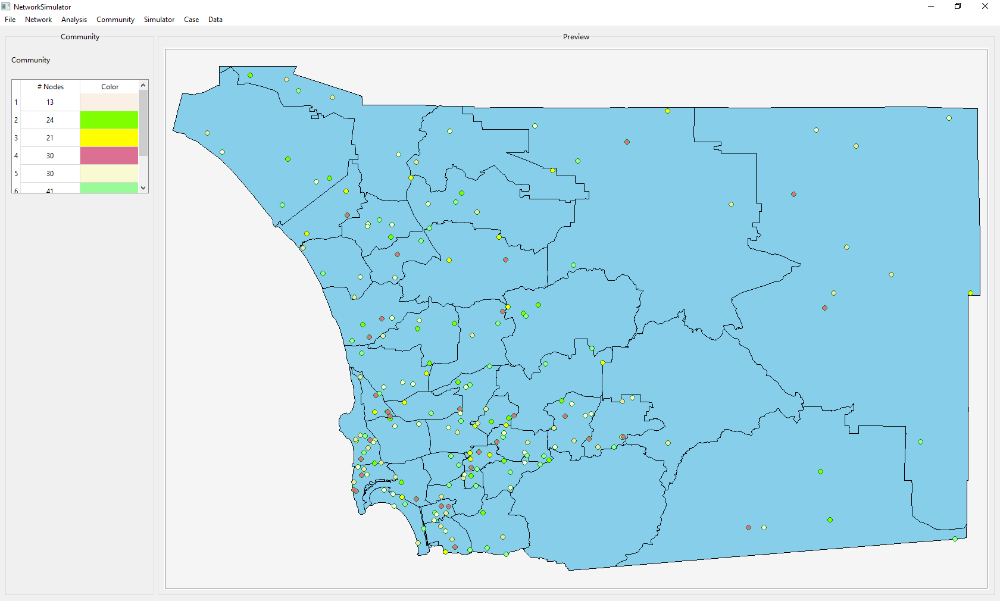 NetworkSimulator
File Network Analysis Community Simulator Case Data
Community
Preview
Community
# Nodes Color
1 13
2 24
3 21
4 30
5 30
6 41